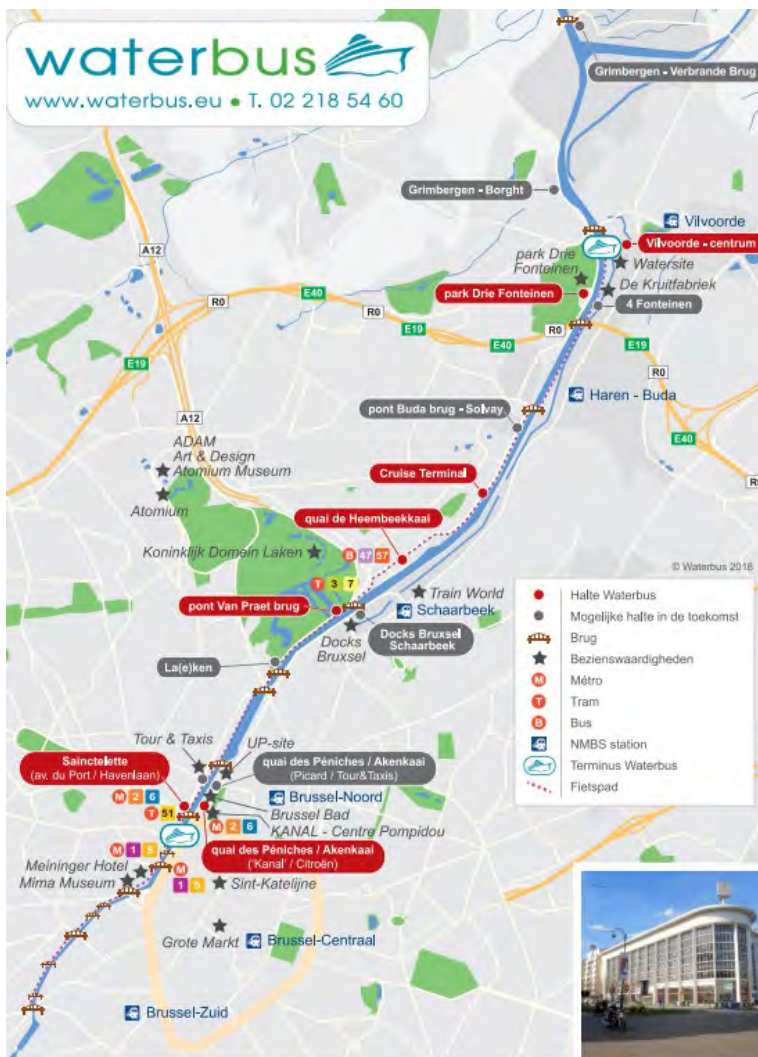 waterbus
www.waterbus.eu • T. 02 218 54 60
Grimbergen - Verbrande Brug
Grimbergen - Borght
Vilvoorde
Vilvoorde - centrum
A12
park Drie
Fonteinen
Watersite
De Kruitfabriek
park Drie Fonteinen
4 Fonteinen
E40
R0
R0
E19
R0
E40
E19
E19
R0
A12
Haren - Buda
pont Buda brug - Solvay
E40
ADAM
Art & Design
Atomium Museum
Cruise Terminal
Atomium
quai de Heembeekkaai
Koninklijk Domein Laken
B 47 57
© Waterbus 2018
T 3 7
Train World
pont Van Praet brug
Schaarbeek
Docks
Bruxsel
Docks Bruxsel
Schaarbeek
La(e)ken
Halte Waterbus
Mogelijke halte in de toekomst
Brug
Bezienswaardigheden
M Métro
T Tram
B Bus
NMBS station
Terminus Waterbus
Fietspad
Tour & Taxis
UP-site
Sainctelette
(av. du Port / Havenlaan)
quai des Péniches / Akenkaai
(Picard / Tour&Taxis)
M 2 6
Brussel-Noord
T 51
Brussel Bad
M 2 6
KANAL - Centre Pompidou
M 1 5
quai des Péniches / Akenkaai
('Kanal' / Citroën)
Meininger Hotel
Mima Museum
M
1 5
Sint-Katelijne
Grote Markt
Brussel-Centraal
Brussel-Zuid